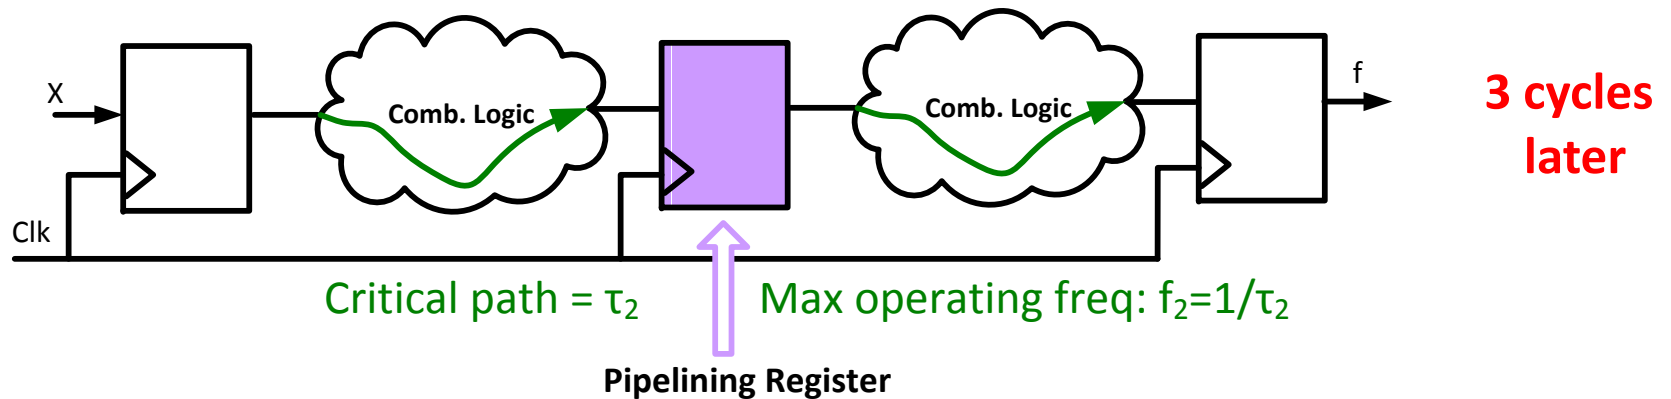 X
Comb. Logic
Comb. Logic
f
3 cycles
later
Clk
Critical path = τ₂
Max operating freq: f₂=1/τ₂
Pipelining Register